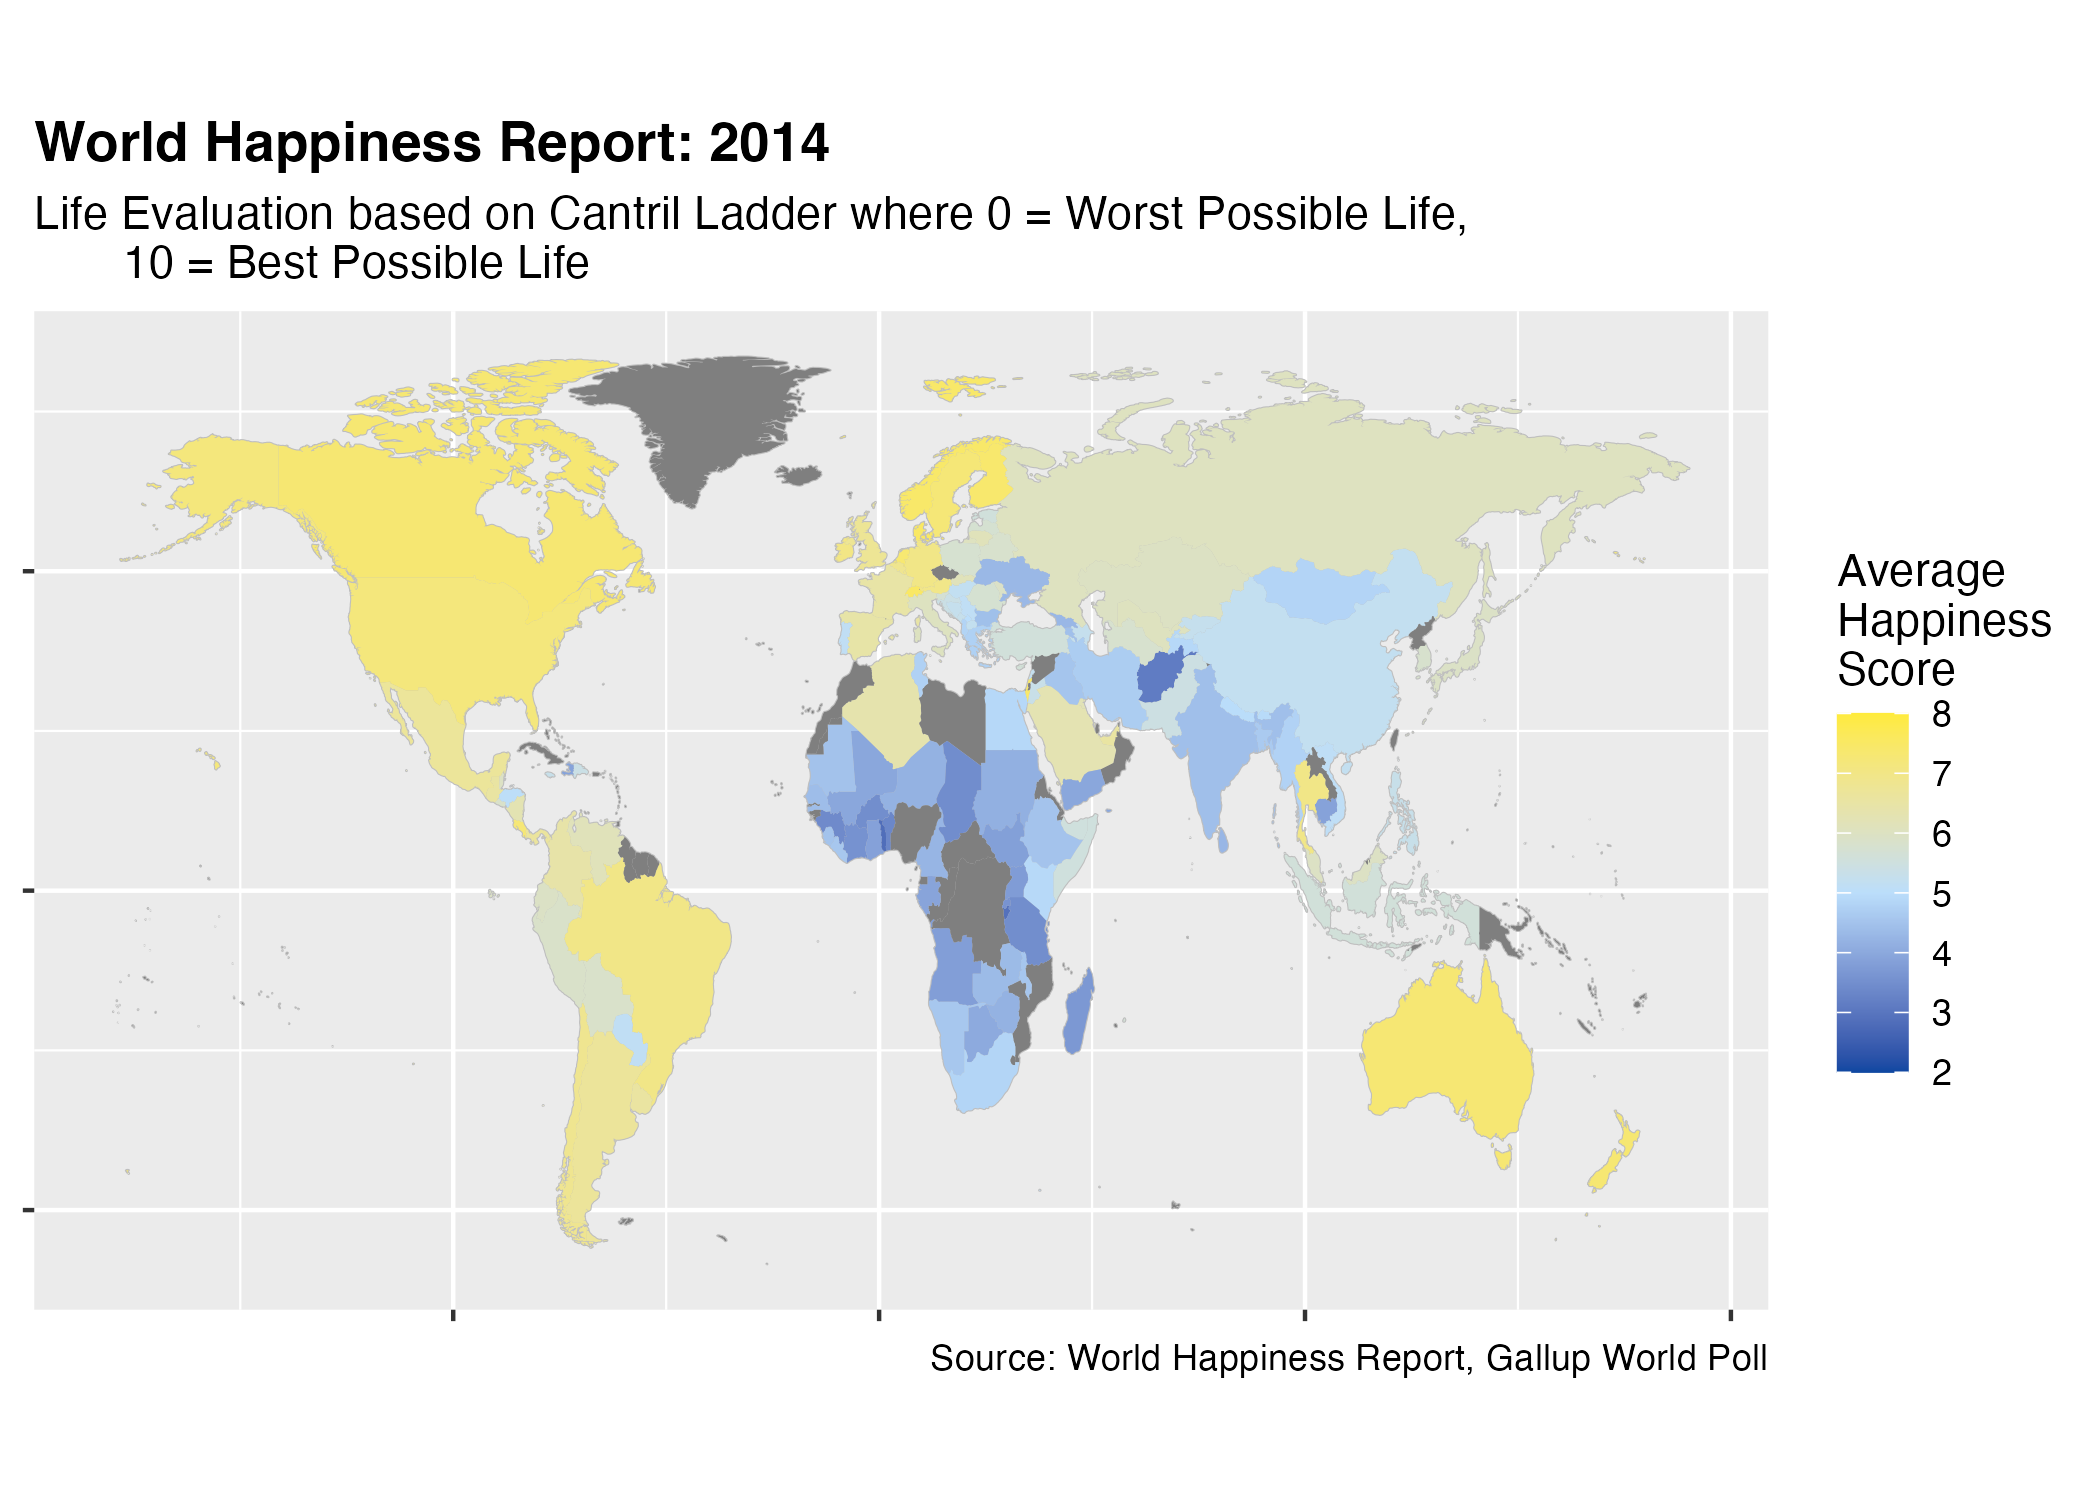 World Happiness Report: 2014
Life Evaluation based on Cantril Ladder where 0 = Worst Possible Life,
10 = Best Possible Life
Average
Happiness
Score
8
7
6
5
4
3
2
Source: World Happiness Report, Gallup World Poll